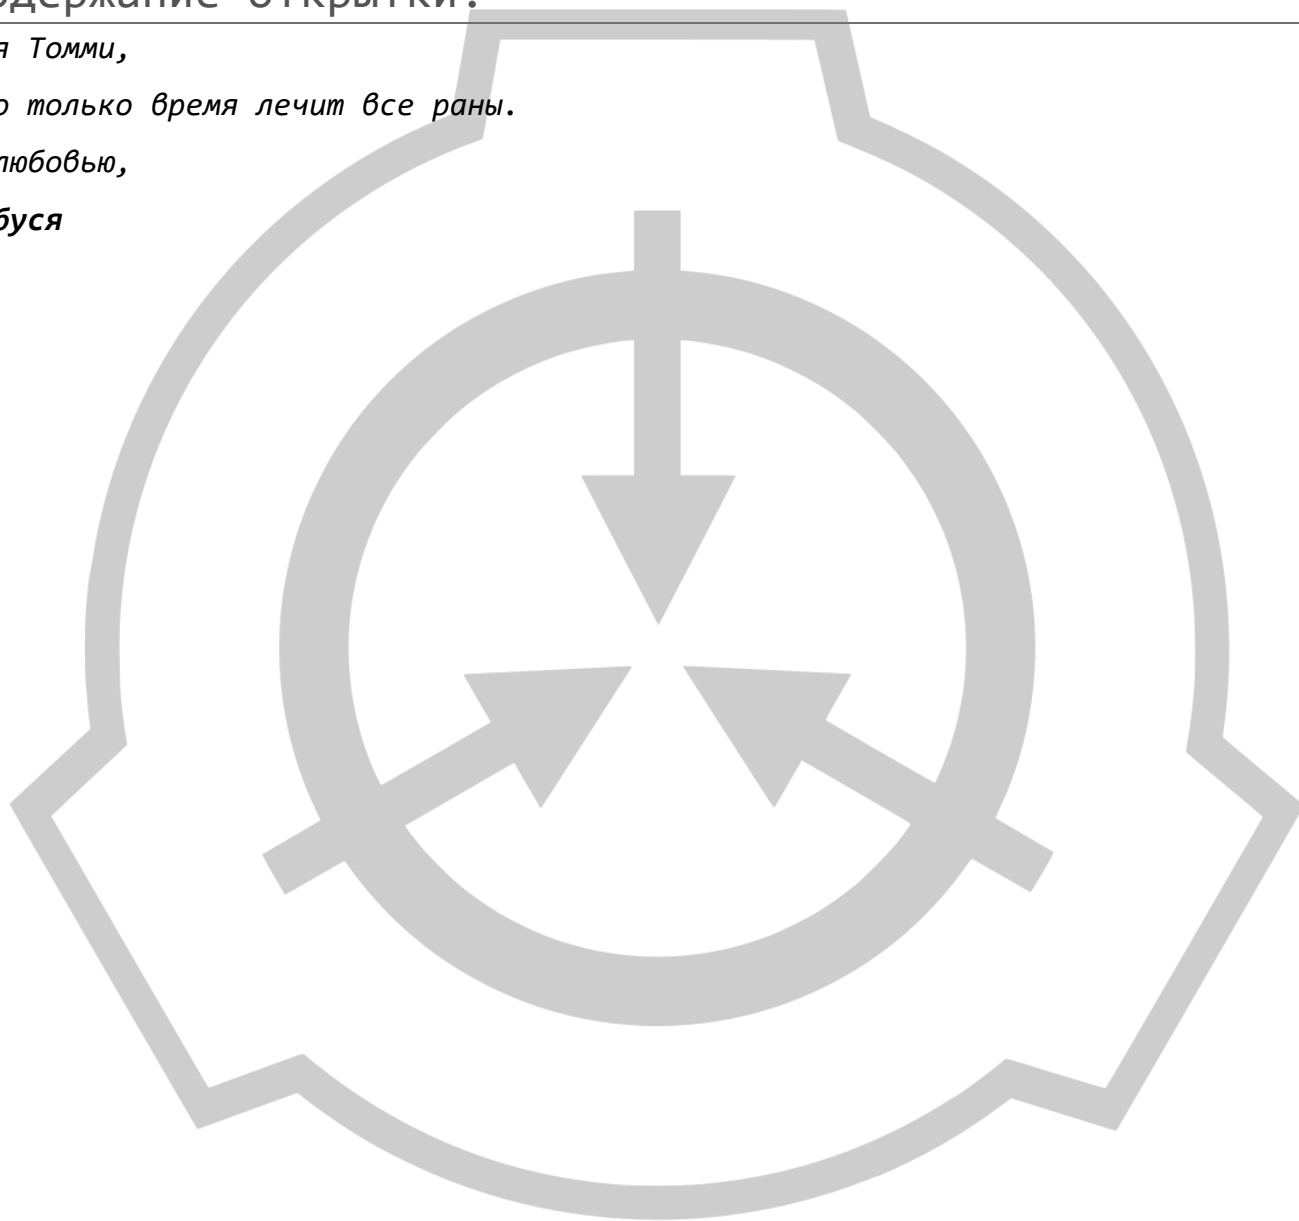 одержание открытки:
я Томми,
о только время лечит все раны.
любовью,
буся